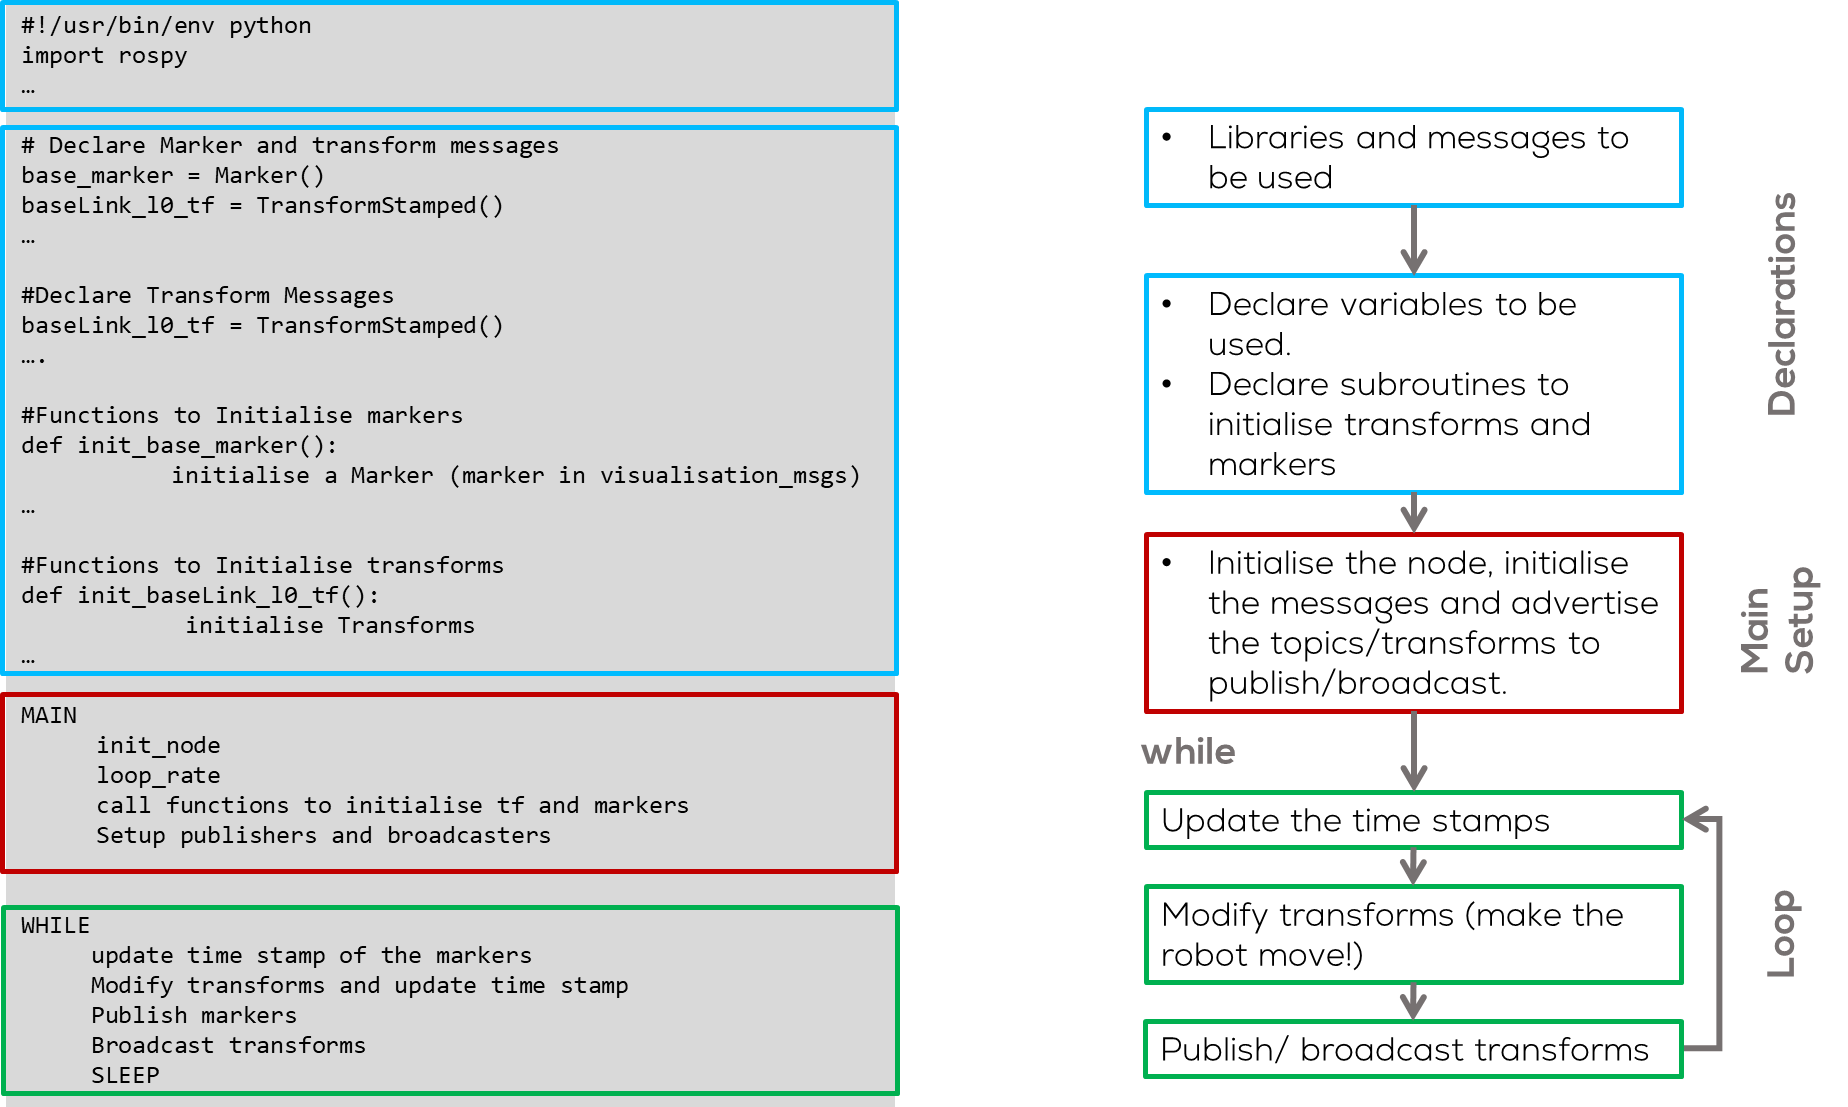 #!/usr/bin/env python
import rospy
…
# Declare Marker and transform messages
base_marker = Marker()
baseLink_l0_tf = TransformStamped()
…
#Declare Transform Messages
baseLink_l0_tf = TransformStamped()
….
#Functions to Initialise markers
def init_base_marker():
initialise a Marker (marker in visualisation_msgs)
…
#Functions to Initialise transforms
def init_baseLink_l0_tf():
initialise Transforms
…
MAIN
init_node
loop_rate
call functions to initialise tf and markers
Setup publishers and broadcasters
WHILE
update time stamp of the markers
Modify transforms and update time stamp
Publish markers
Broadcast transforms
SLEEP
• Libraries and messages to
be used
• Declare variables to be
used.
• Declare subroutines to
initialise transforms and
markers
Declarations
• Initialise the node, initialise
the messages and advertise
the topics/transforms to
publish/broadcast.
Main
Setup
while
Update the time stamps
Modify transforms (make the
robot move!)
Publish/ broadcast transforms
Loop